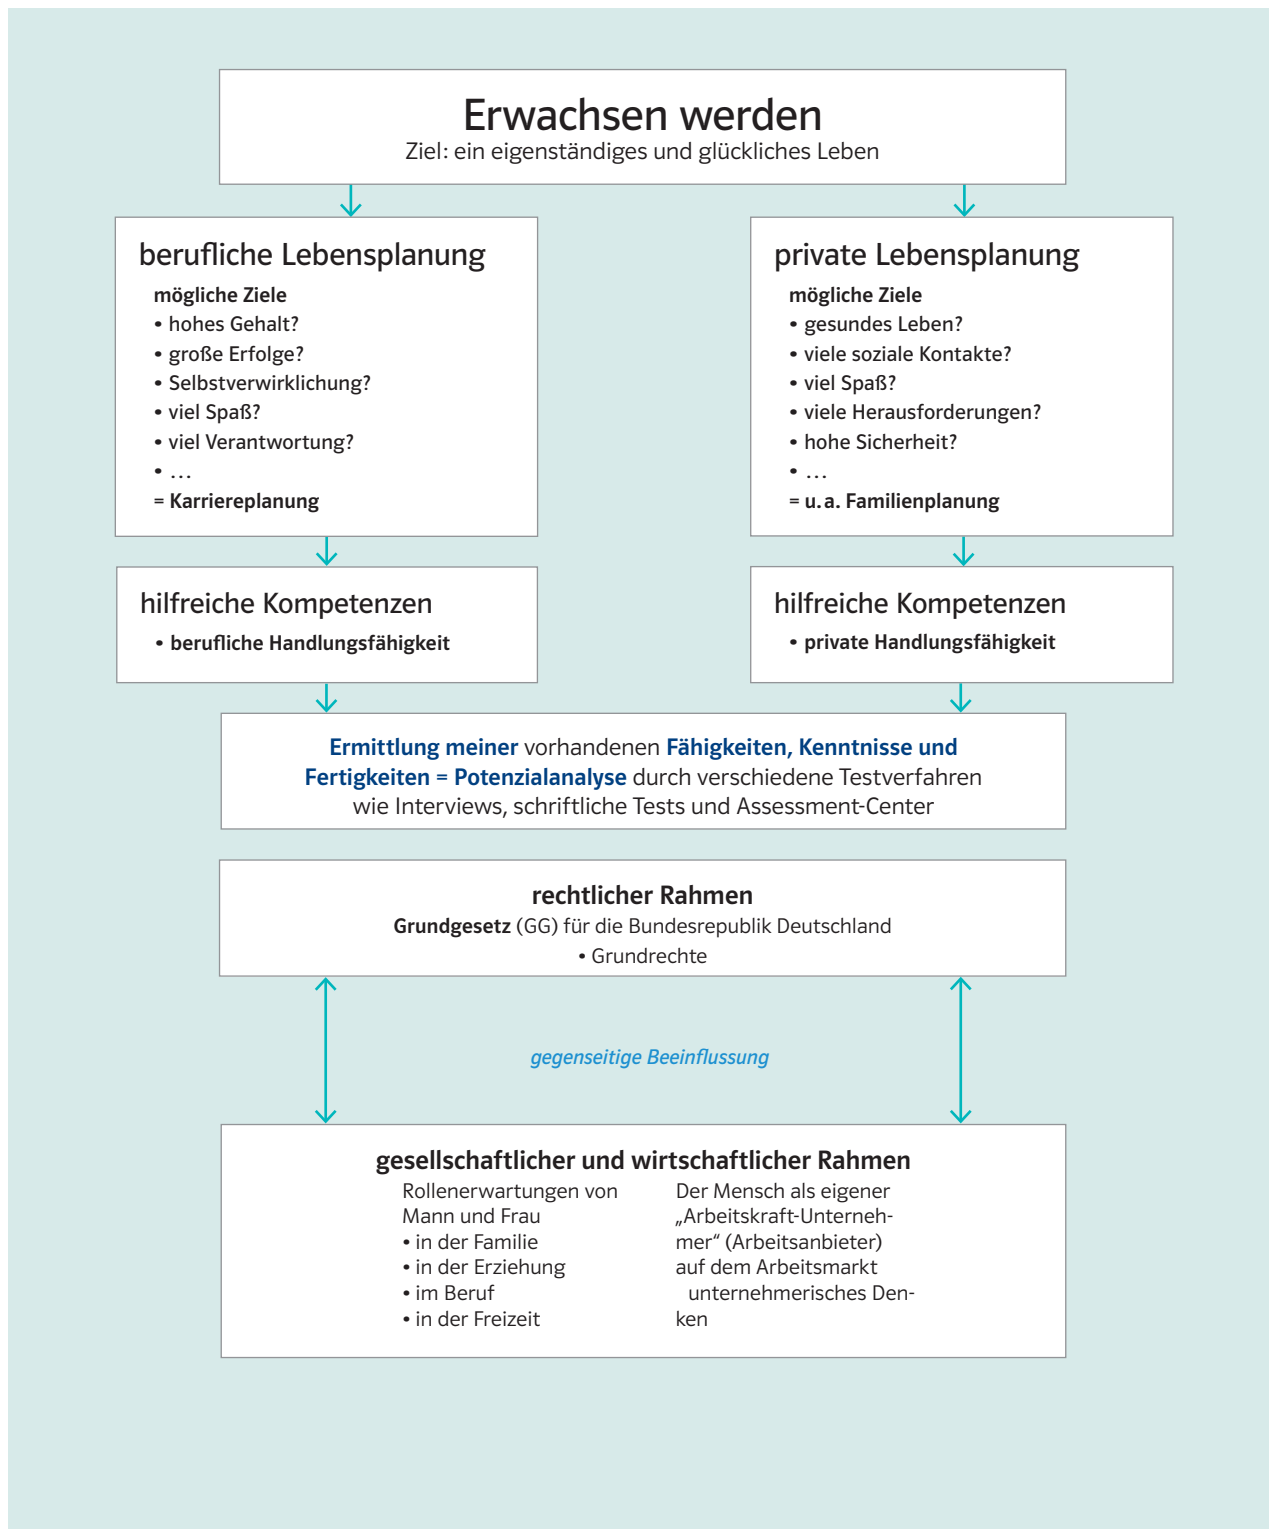 Erwachsen werden
Ziel: ein eigenständiges und glückliches Leben
berufliche Lebensplanung
mögliche Ziele
• hohes Gehalt?
• große Erfolge?
• Selbstverwirklichung?
• viel Spaß?
• viel Verantwortung?
• …
= Karriereplanung
private Lebensplanung
mögliche Ziele
• gesundes Leben?
• viele soziale Kontakte?
• viel Spaß?
• viele Herausforderungen?
• hohe Sicherheit?
• …
= u. a. Familienplanung
hilfreiche Kompetenzen
• berufliche Handlungsfähigkeit
hilfreiche Kompetenzen
• private Handlungsfähigkeit
Ermittlung meiner vorhandenen Fähigkeiten, Kenntnisse und
Fertigkeiten = Potenzialanalyse durch verschiedene Testverfahren
wie Interviews, schriftliche Tests und Assessment-Center
rechtlicher Rahmen
Grundgesetz (GG) für die Bundesrepublik Deutschland
• Grundrechte
gegenseitige Beeinflussung
gesellschaftlicher und wirtschaftlicher Rahmen
Rollenerwartungen von
Mann und Frau
• in der Familie
• in der Erziehung
• im Beruf
• in der Freizeit
Der Mensch als eigener
„Arbeitskraft-Unterneh-
mer“ (Arbeitsanbieter)
auf dem Arbeitsmarkt
unternehmerisches Den-
ken